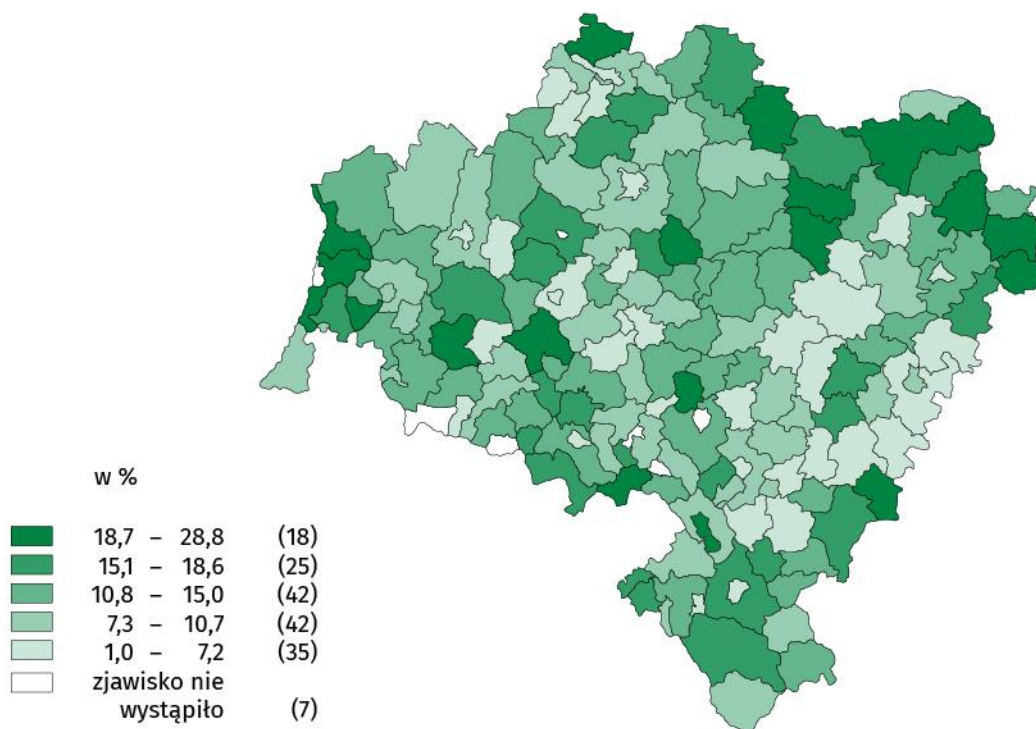 w %
18,7 – 28,8 (18)
15,1 – 18,6 (25)
10,8 – 15,0 (42)
7,3 – 10,7 (42)
1,0 – 7,2 (35)
zjawisko nie
wystąpiło (7)